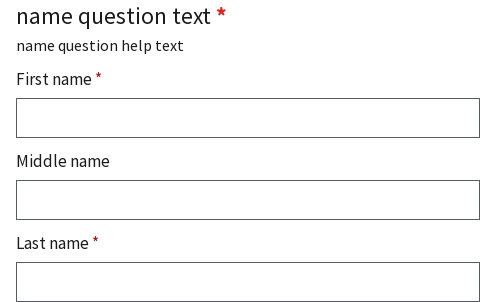 name question text *
name question help text
First name *
Middle name
Last name *